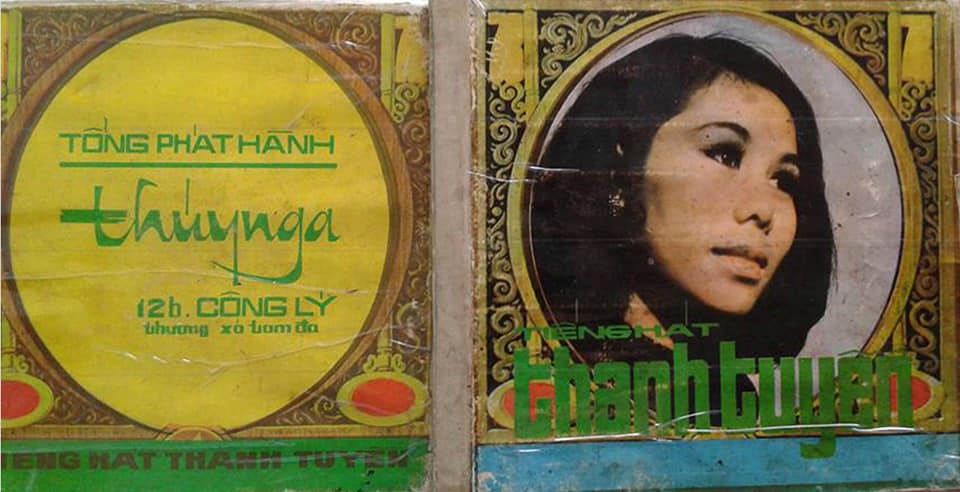 TỔNG PHÁT HÀNH
thúy nga
12b. CÔNG LÝ
thương xá tam đa
TIẾNG HÁT THANH TUYỀN
TIẾNG HÁT
thanh tuyền